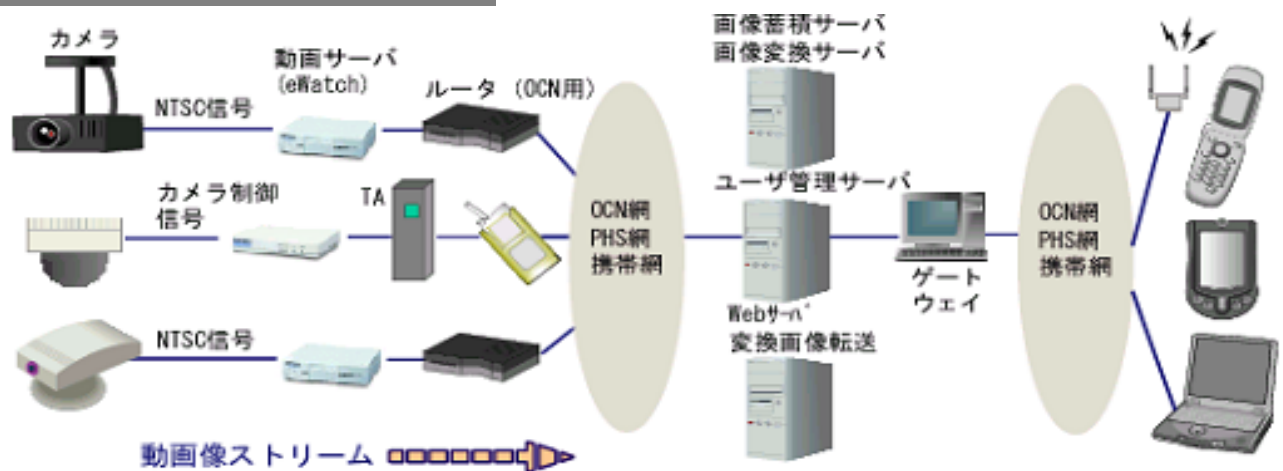 カメラ
NTSC信号
動画サーバ
(eWatch)
ルータ（OCN用）
カメラ制御
信号
TA
NTSC信号
動画像ストリーム
OCN網
PHS網
携帯網
画像蓄積サーバ
画像変換サーバ
ユーザ管理サーバ
Webｻｰﾊﾞ
変換画像転送
ゲート
ウェイ
OCN網
PHS網
携帯網